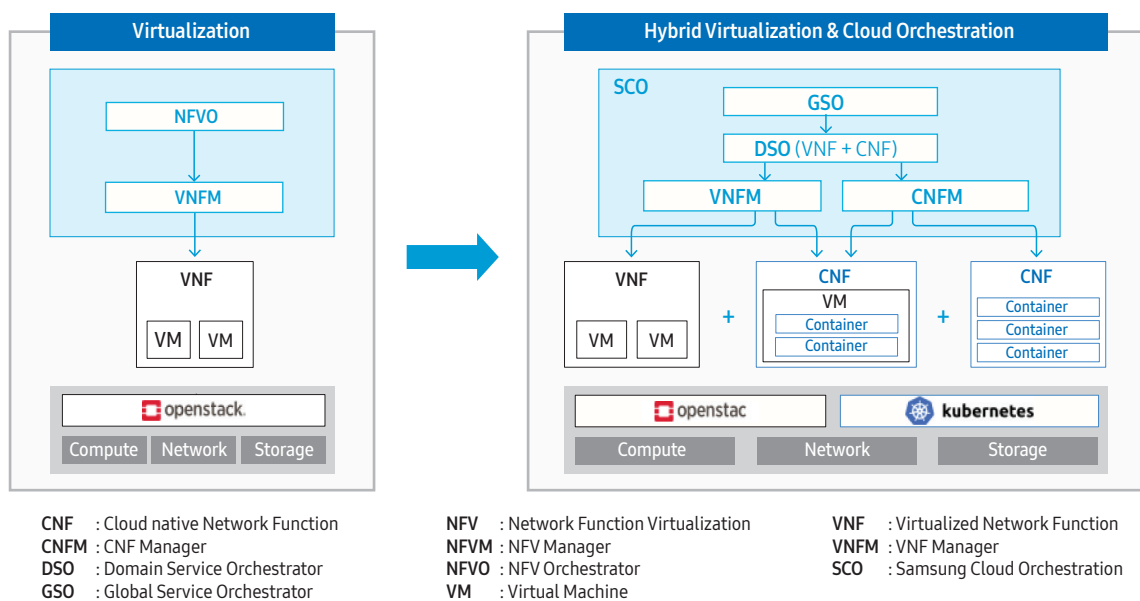 Virtualization
NFVO
VNFM
VNF
VM VM
openstack.
Compute Network Storage
Hybrid Virtualization & Cloud Orchestration
SCO
GSO
DSO (VNF + CNF)
VNFM CNFM
VNF
VM VM
+
CNF
VM
Container
Container
+
CNF
Container
Container
Container
openstac kubernetes
Compute Network Storage
CNF : Cloud native Network Function
CNFM : CNF Manager
DSO : Domain Service Orchestrator
GSO : Global Service Orchestrator
NFV : Network Function Virtualization
NFVM : NFV Manager
NFVO : NFV Orchestrator
VM : Virtual Machine
VNF : Virtualized Network Function
VNFM : VNF Manager
SCO : Samsung Cloud Orchestration